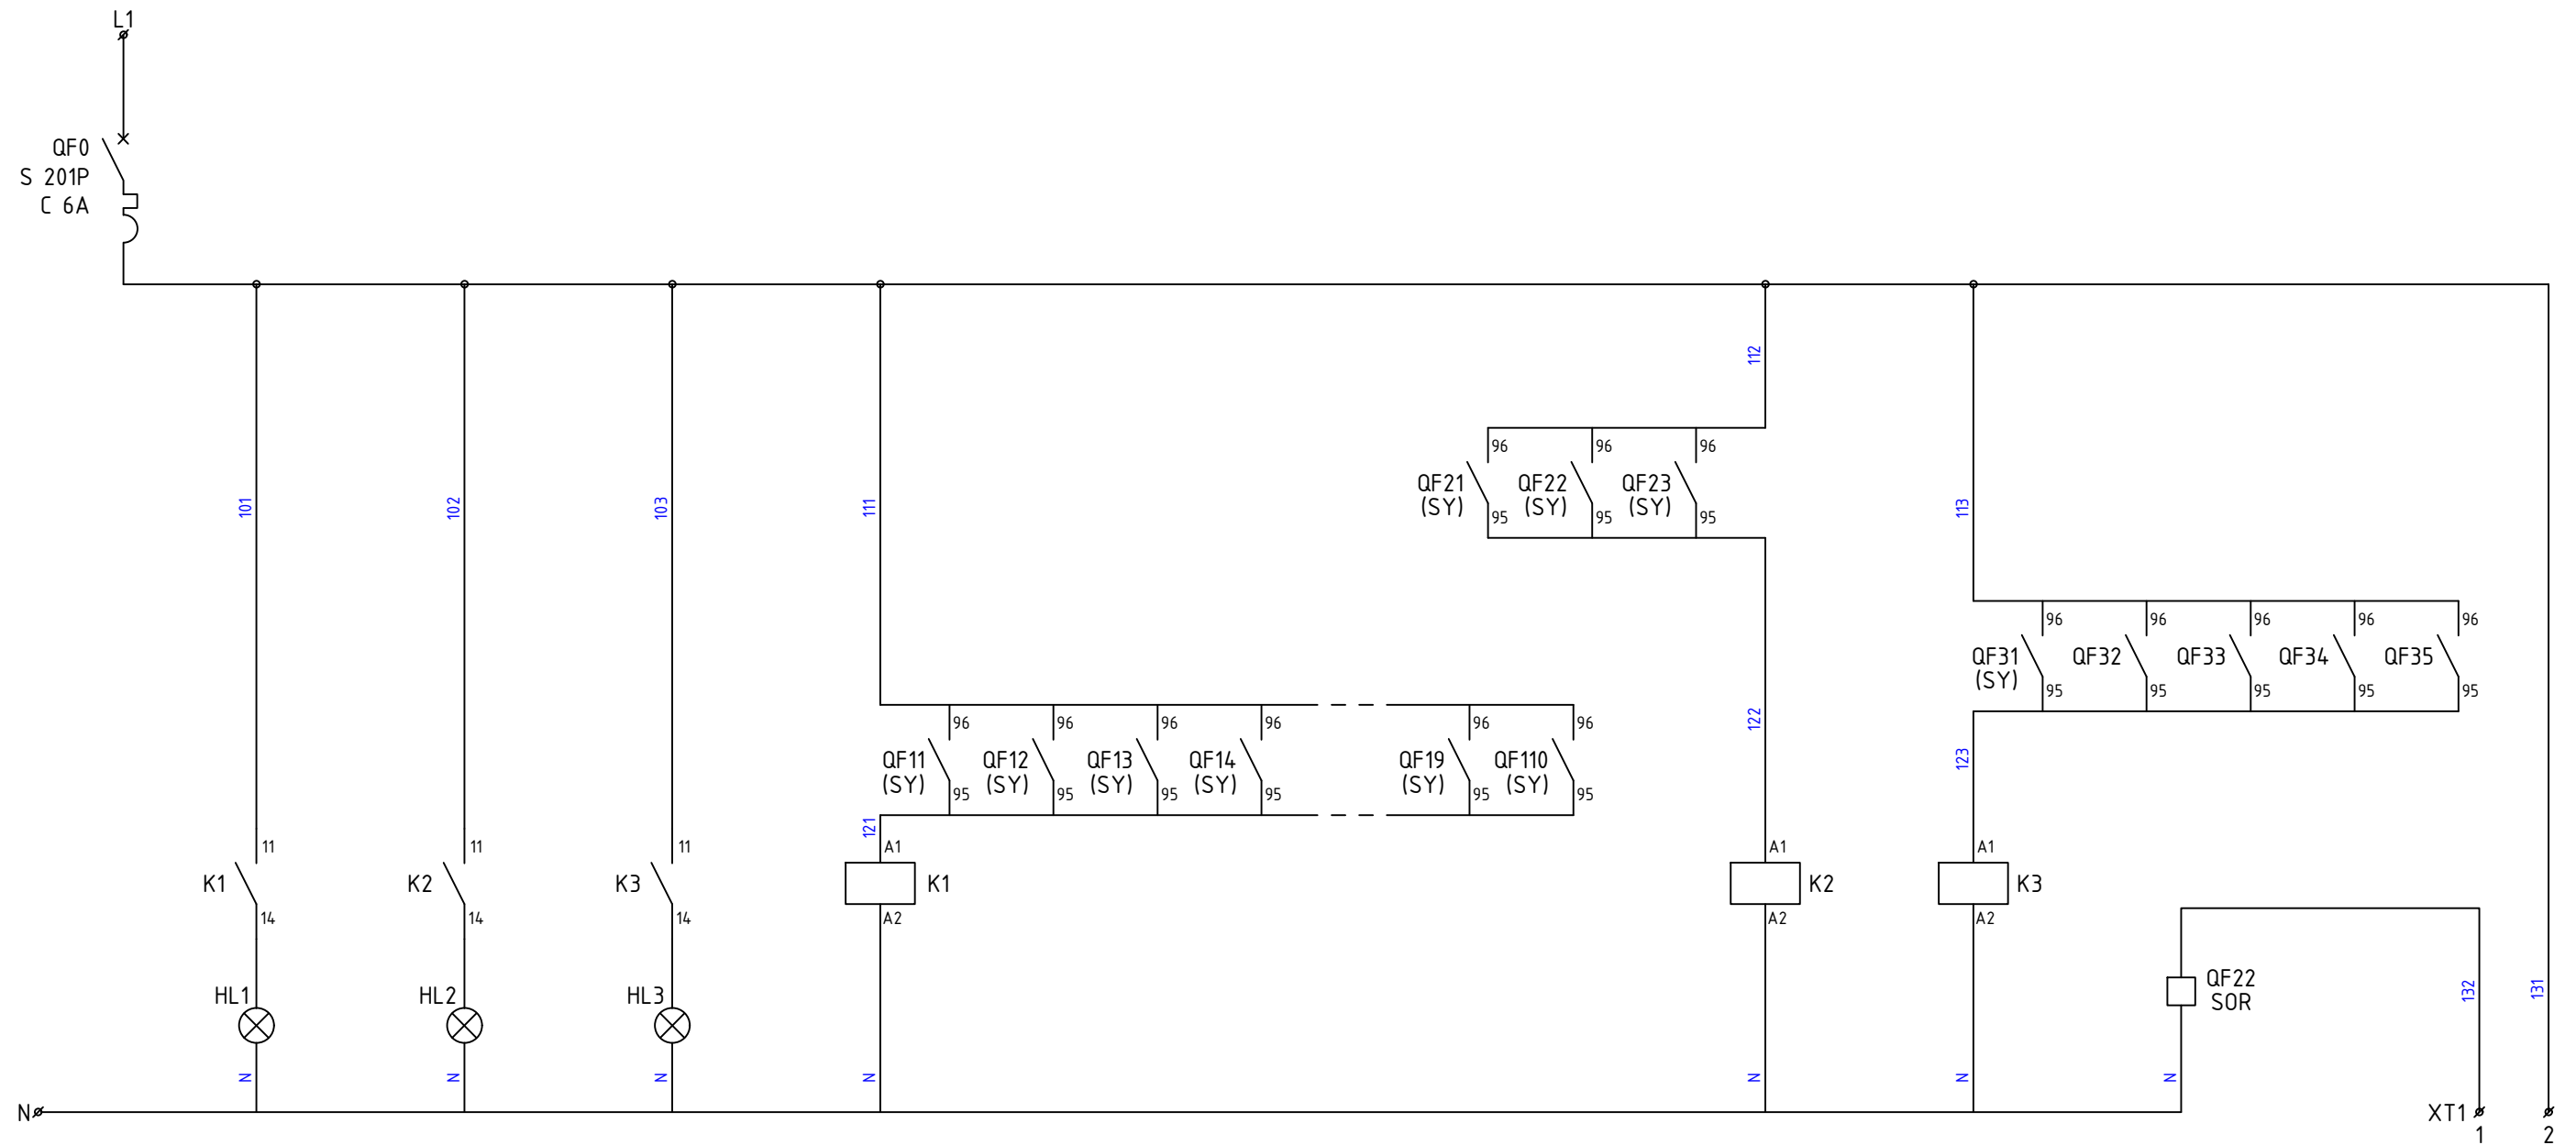 L1
QF0
S 201P
C 6A
112
96
96
96
QF21
(SY)
QF22
(SY)
QF23
(SY)
95
95
95
101
102
103
111
113
96
96
96
96
96
QF31
(SY)
QF32
QF33
QF34
QF35
95
95
95
95
95
122
96
96
96
96
96
96
QF11
(SY)
QF12
(SY)
QF13
(SY)
QF14
(SY)
QF19
(SY)
QF110
(SY)
95
95
95
95
95
95
123
121
11
11
11
A1
A1
A1
K1
K2
K3
K1
K2
K3
14
14
14
A2
A2
A2
HL1
HL2
HL3
QF22
SOR
132
131
N
N
N
N
N
N
N
N
XT1
1
2